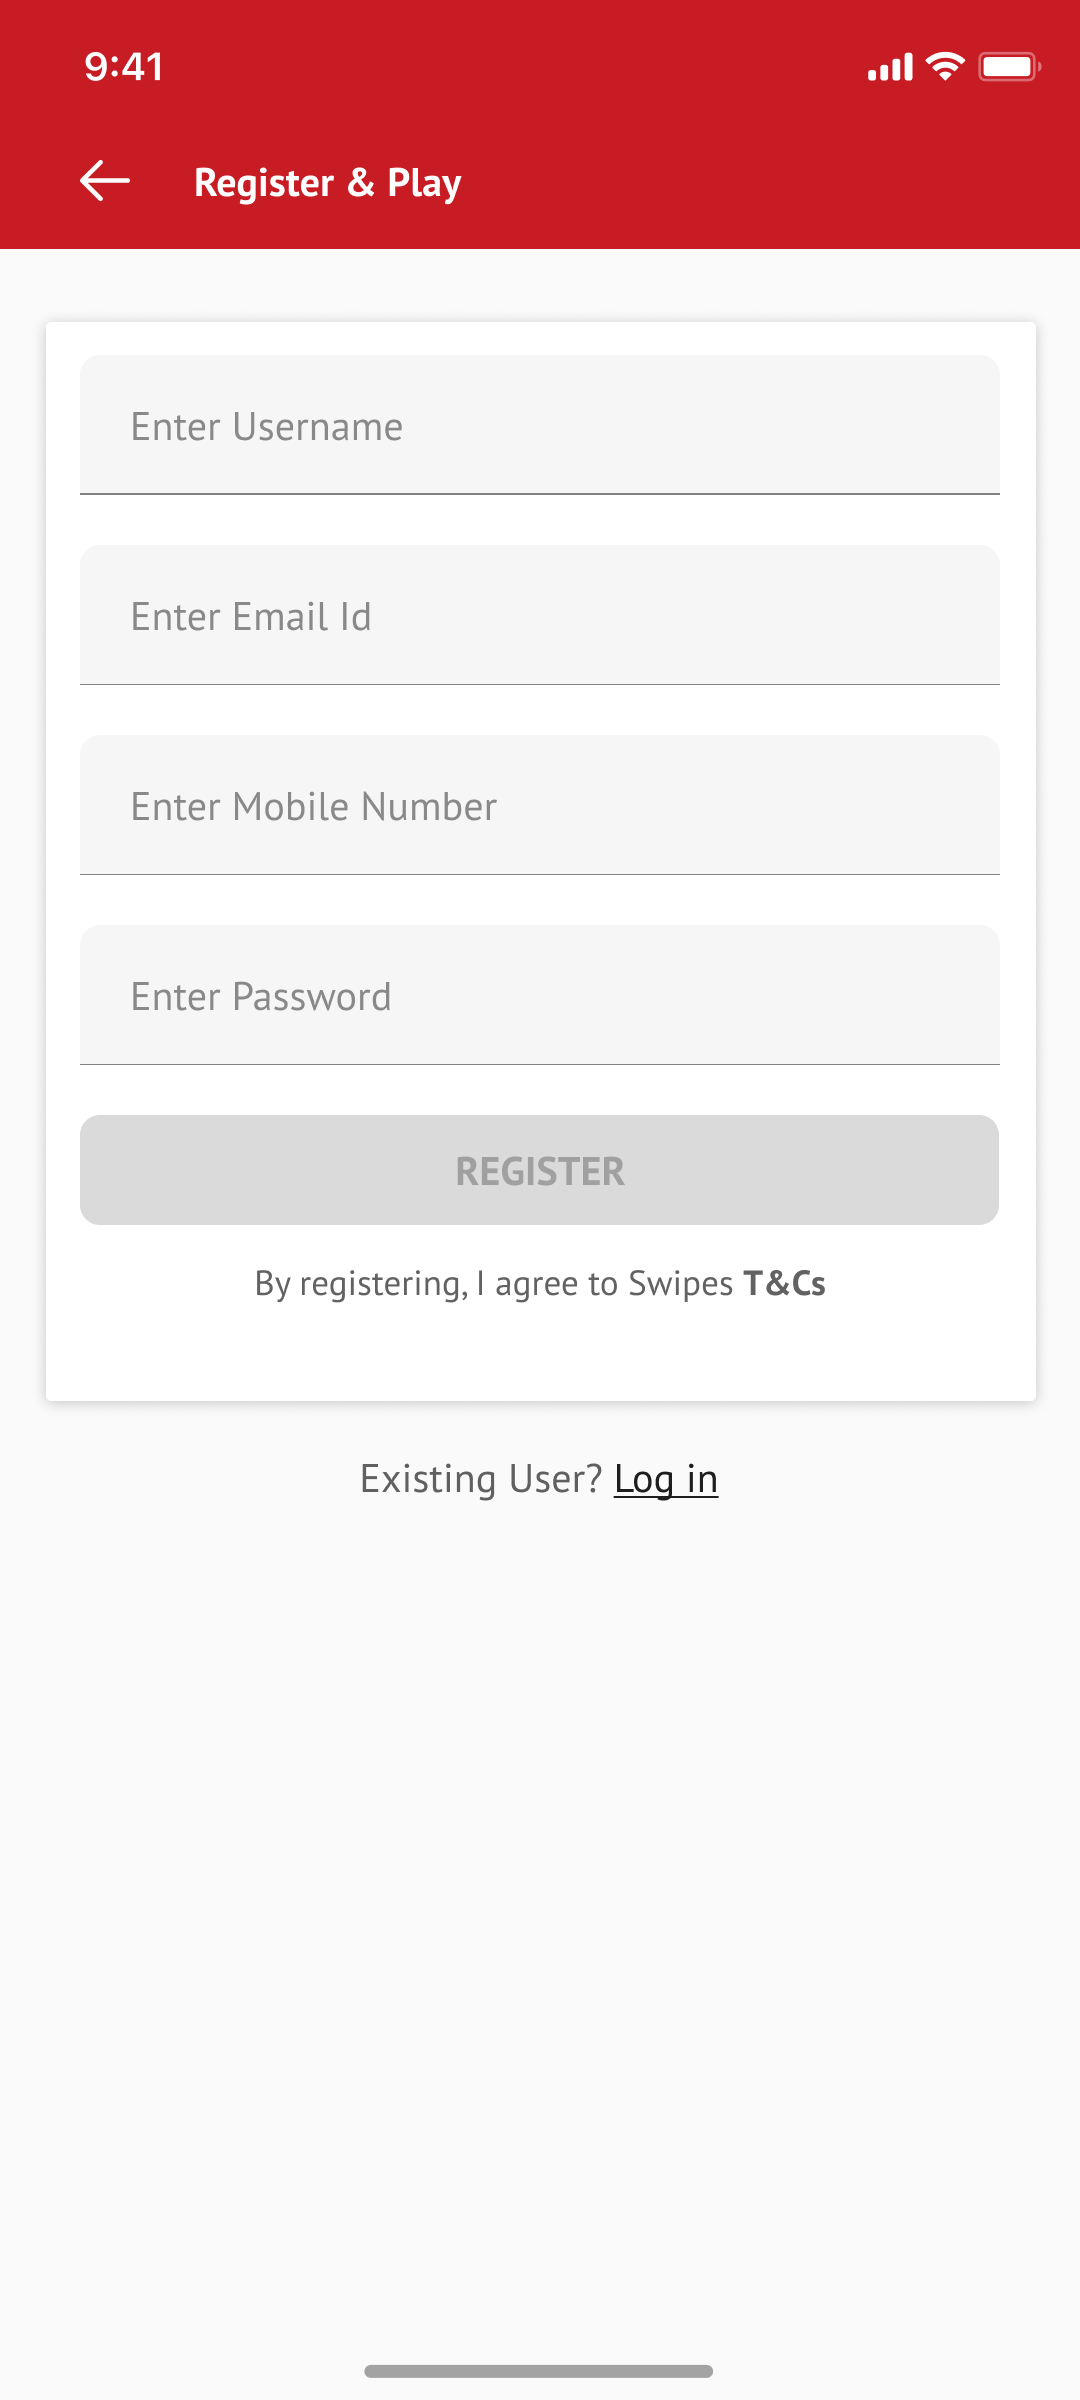 9:41
Register & Play
Enter Username
Enter Email Id
Enter Mobile Number
Enter Password
REGISTER
By registering, I agree to Swipes T&Cs
Existing User? Log in